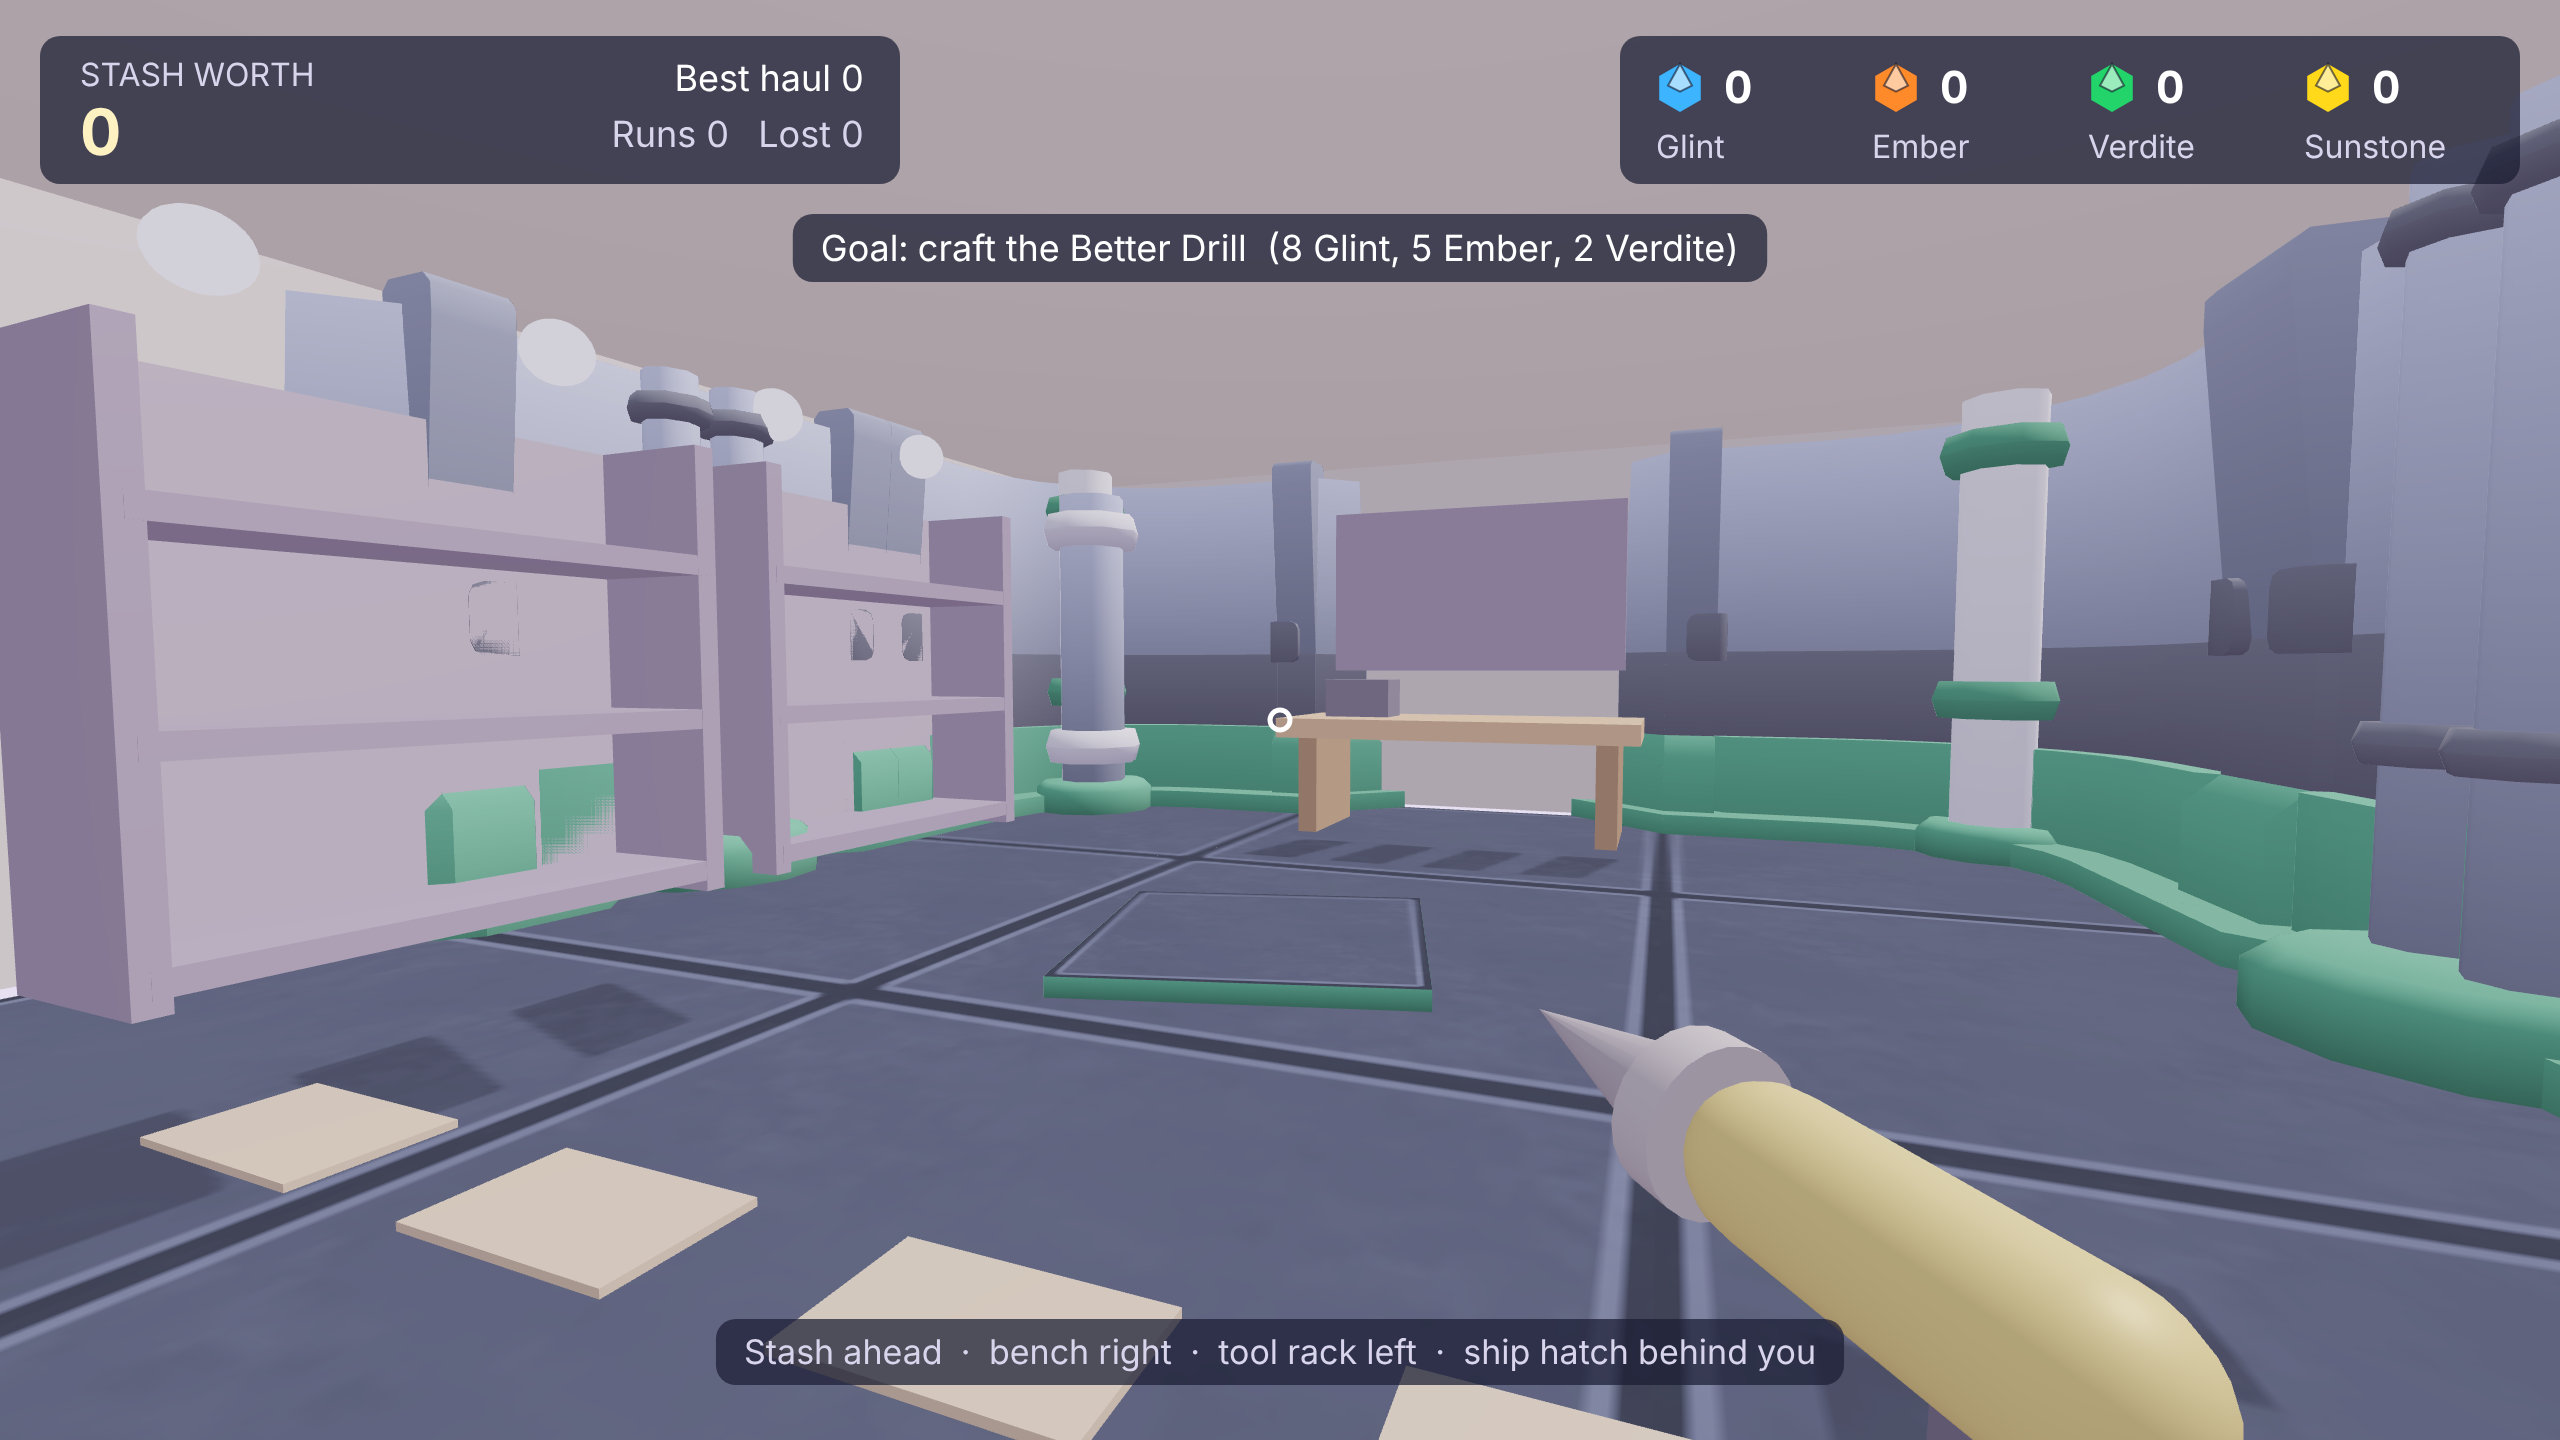 STASH WORTH
0
Best haul 0
Runs 0 Lost 0
0 0 0 0
Glint Ember Verdite Sunstone
Goal: craft the Better Drill (8 Glint, 5 Ember, 2 Verdite)
Stash ahead · bench right · tool rack left · ship hatch behind you